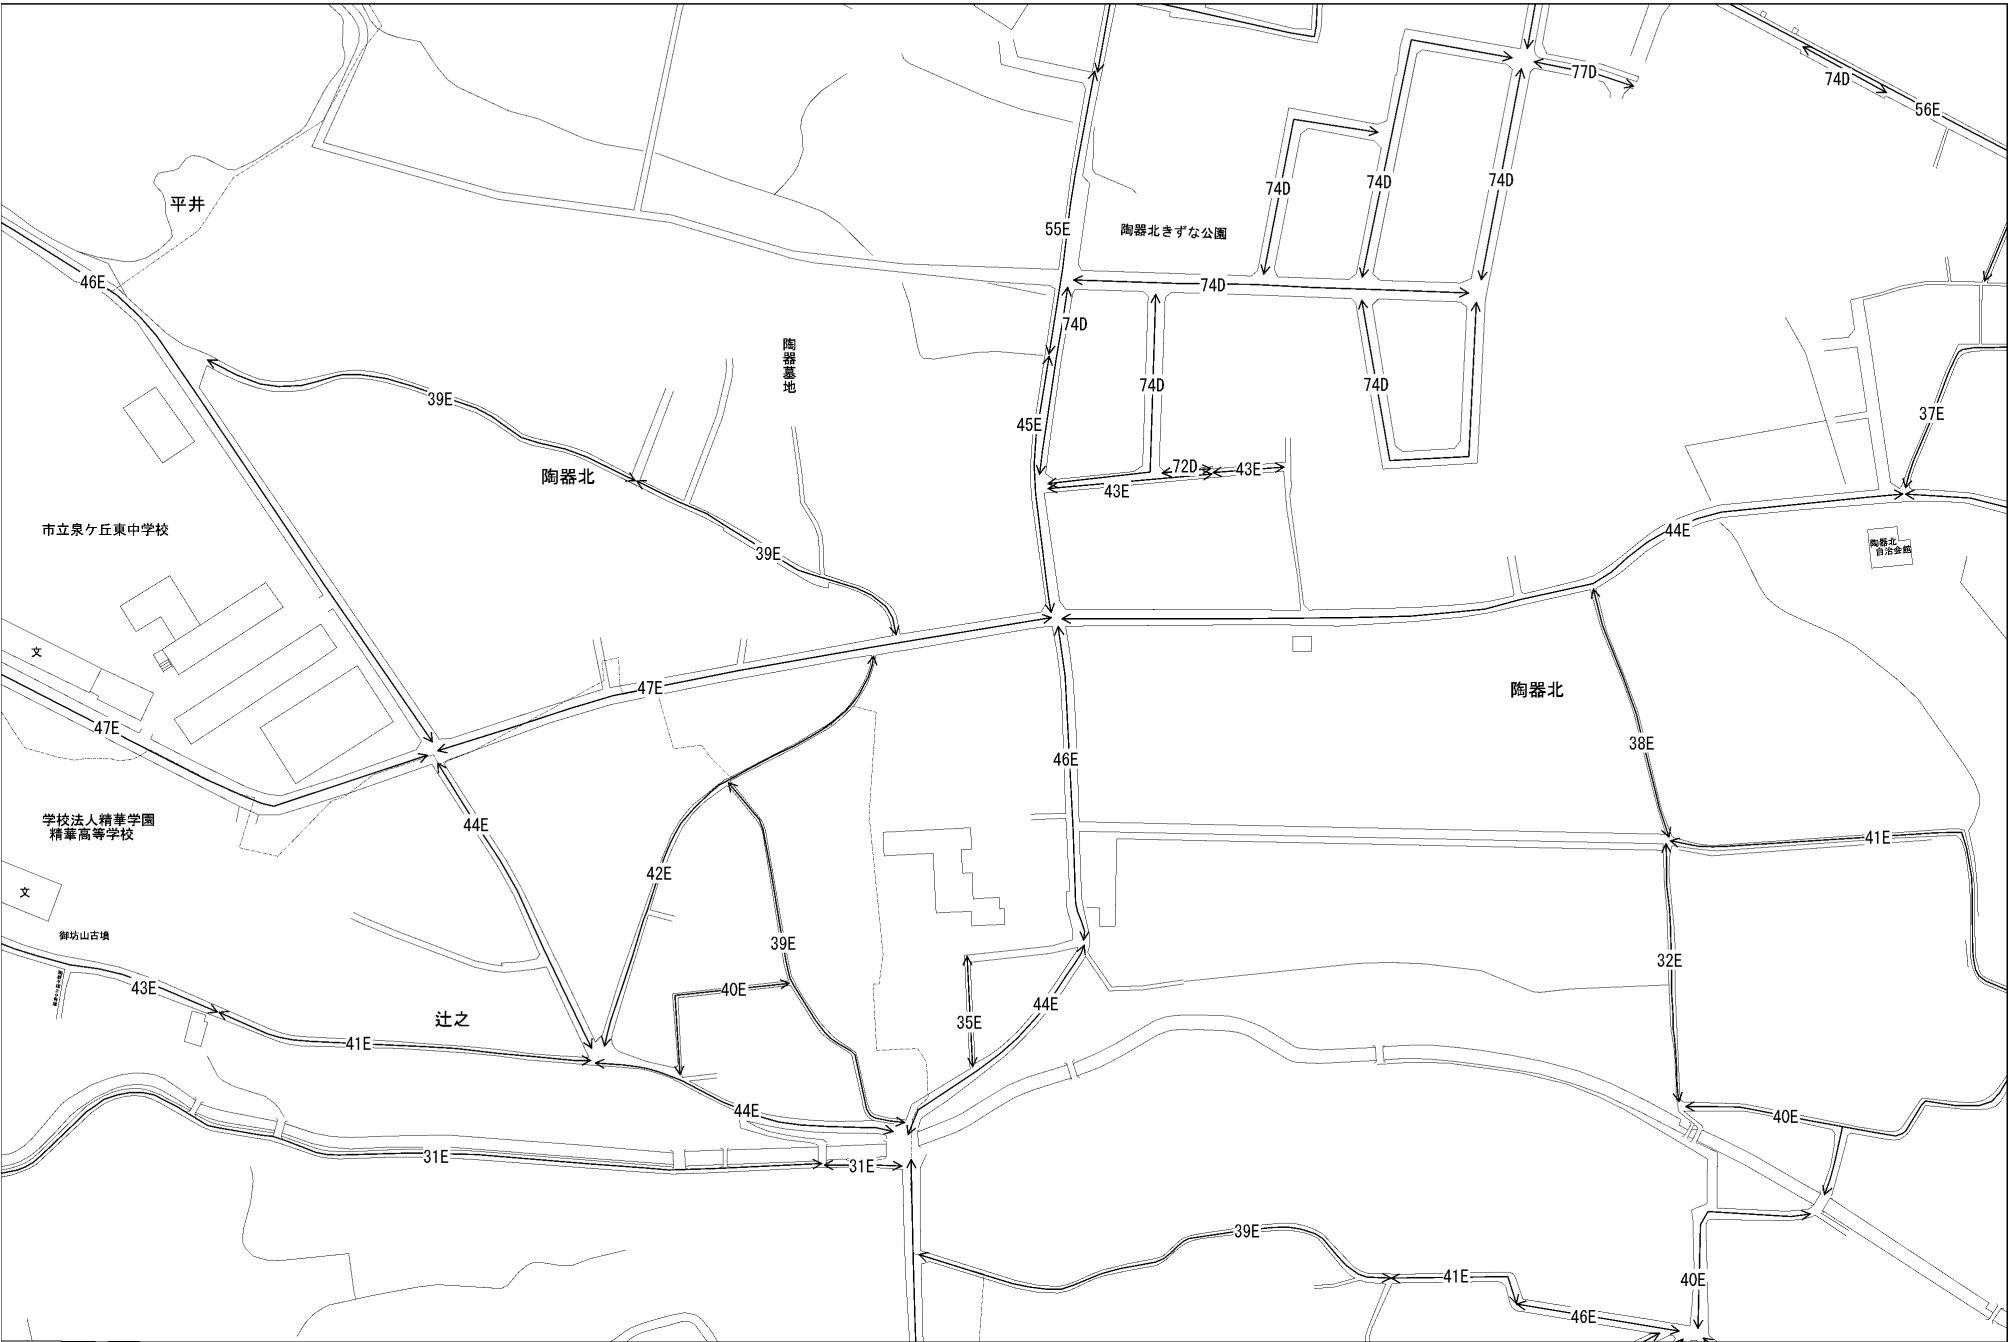 77D
74D
56E
74D
74D
74D
平井
55E
陶器北きずな公園
46E
74D
74D
陶器墓地
74D
74D
39E
37E
45E
72D
43E
陶器北
43E
市立泉ケ丘東中学校
44E
陶器北
自治会館
39E
文
47E
陶器北
47E
38E
46E
学校法人精華学園
精華高等学校
44E
41E
42E
文
御坊山古墳
39E
32E
43E
40E
44E
辻之
35E
41E
44E
40E
31E
31E
39E
41E
40E
46E